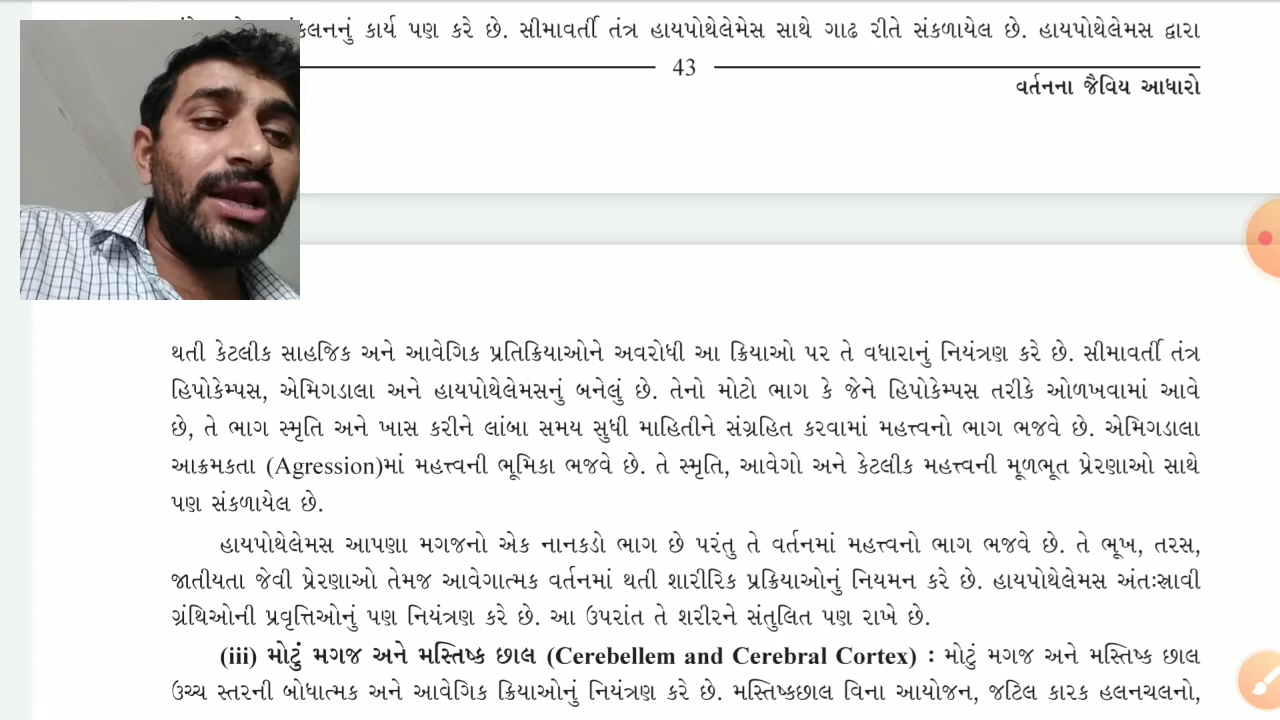 કાર્ય પણ કરે છે. સીમાવર્તી તંત્ર હાયપોથેલેમેસ સાથે ગાઢ રીતે સંકળાયેલ છે. હાયપોથેલેમસ દ્વારા
43
વર્તનના જૈવિય આધારો
થતી કેટલીક સાહજિક અને આવેગિક પ્રતિક્રિયાઓને અવરોધી આ ક્રિયાઓ પર તે વધારાનું નિયંત્રણ કરે છે. સીમાવર્તી તંત્ર
હિપોકેમ્પસ, એમિગડાલા અને હાયપોથેલેમસનું બનેલું છે. તેનો મોટો ભાગ કે જેને હિપોકેમ્પસ તરીકે ઓળખવામાં આવે
છે, તે ભાગ સ્મૃતિ અને ખાસ કરીને લાંબા સમય સુધી માહિતીને સંગ્રહિત કરવામાં મહત્ત્વનો ભાગ ભજવે છે. એમિગડાલા
આક્રમકતા (Agression)માં મહત્ત્વની ભૂમિકા ભજવે છે. તે સ્મૃતિ, આવેગો અને કેટલીક મહત્ત્વની મૂળભૂત પ્રેરણાઓ સાથે
પણ સંકળાયેલ છે.
હાયપોથેલેમસ આપણા મગજનો એક નાનકડો ભાગ છે પરંતુ તે વર્તનમાં મહત્ત્વનો ભાગ ભજવે છે. તે ભૂખ, તરસ,
જાતીયતા જેવી પ્રેરણાઓ તેમજ આવેગાત્મક વર્તનમાં થતી શારીરિક પ્રક્રિયાઓનું નિયમન કરે છે. હાયપોથેલેમસ અંતઃસ્રાવી
ગ્રંથિઓની પ્રવૃત્તિઓનું પણ નિયંત્રણ કરે છે. આ ઉપરાંત તે શરીરને સંતુલિત પણ રાખે છે.
(iii) મોટું મગજ અને મસ્તિષ્ક છાલ (Cerebellem and Cerebral Cortex) : મોટું મગજ અને મસ્તિષ્ક છાલ
ઉચ્ચ સ્તરની બોધાત્મક અને આવેગિક ક્રિયાઓનું નિયંત્રણ કરે છે. મસ્તિષ્કછાલ વિના આયોજન, જટિલ કારક હલનચલનો,